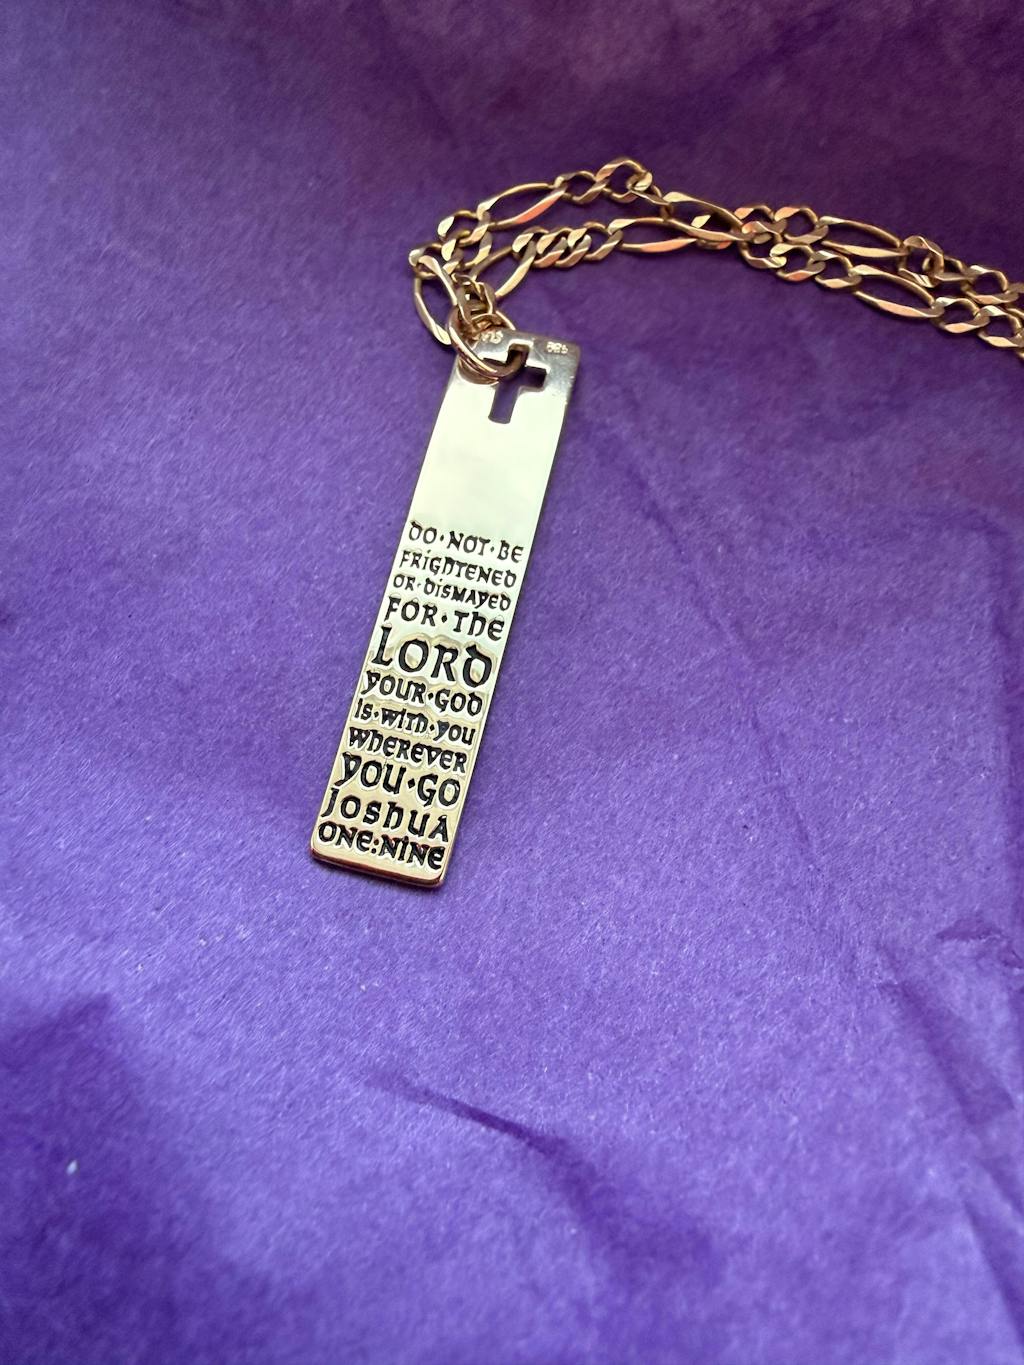 DO·NOT·BE
FRIGHTENED
OR·DISMAYED
FOR·THE
LORD
YOUR·GOD
IS·WITH·YOU
WHEREVER
YOU·GO
JOSHUA
ONE:NINE